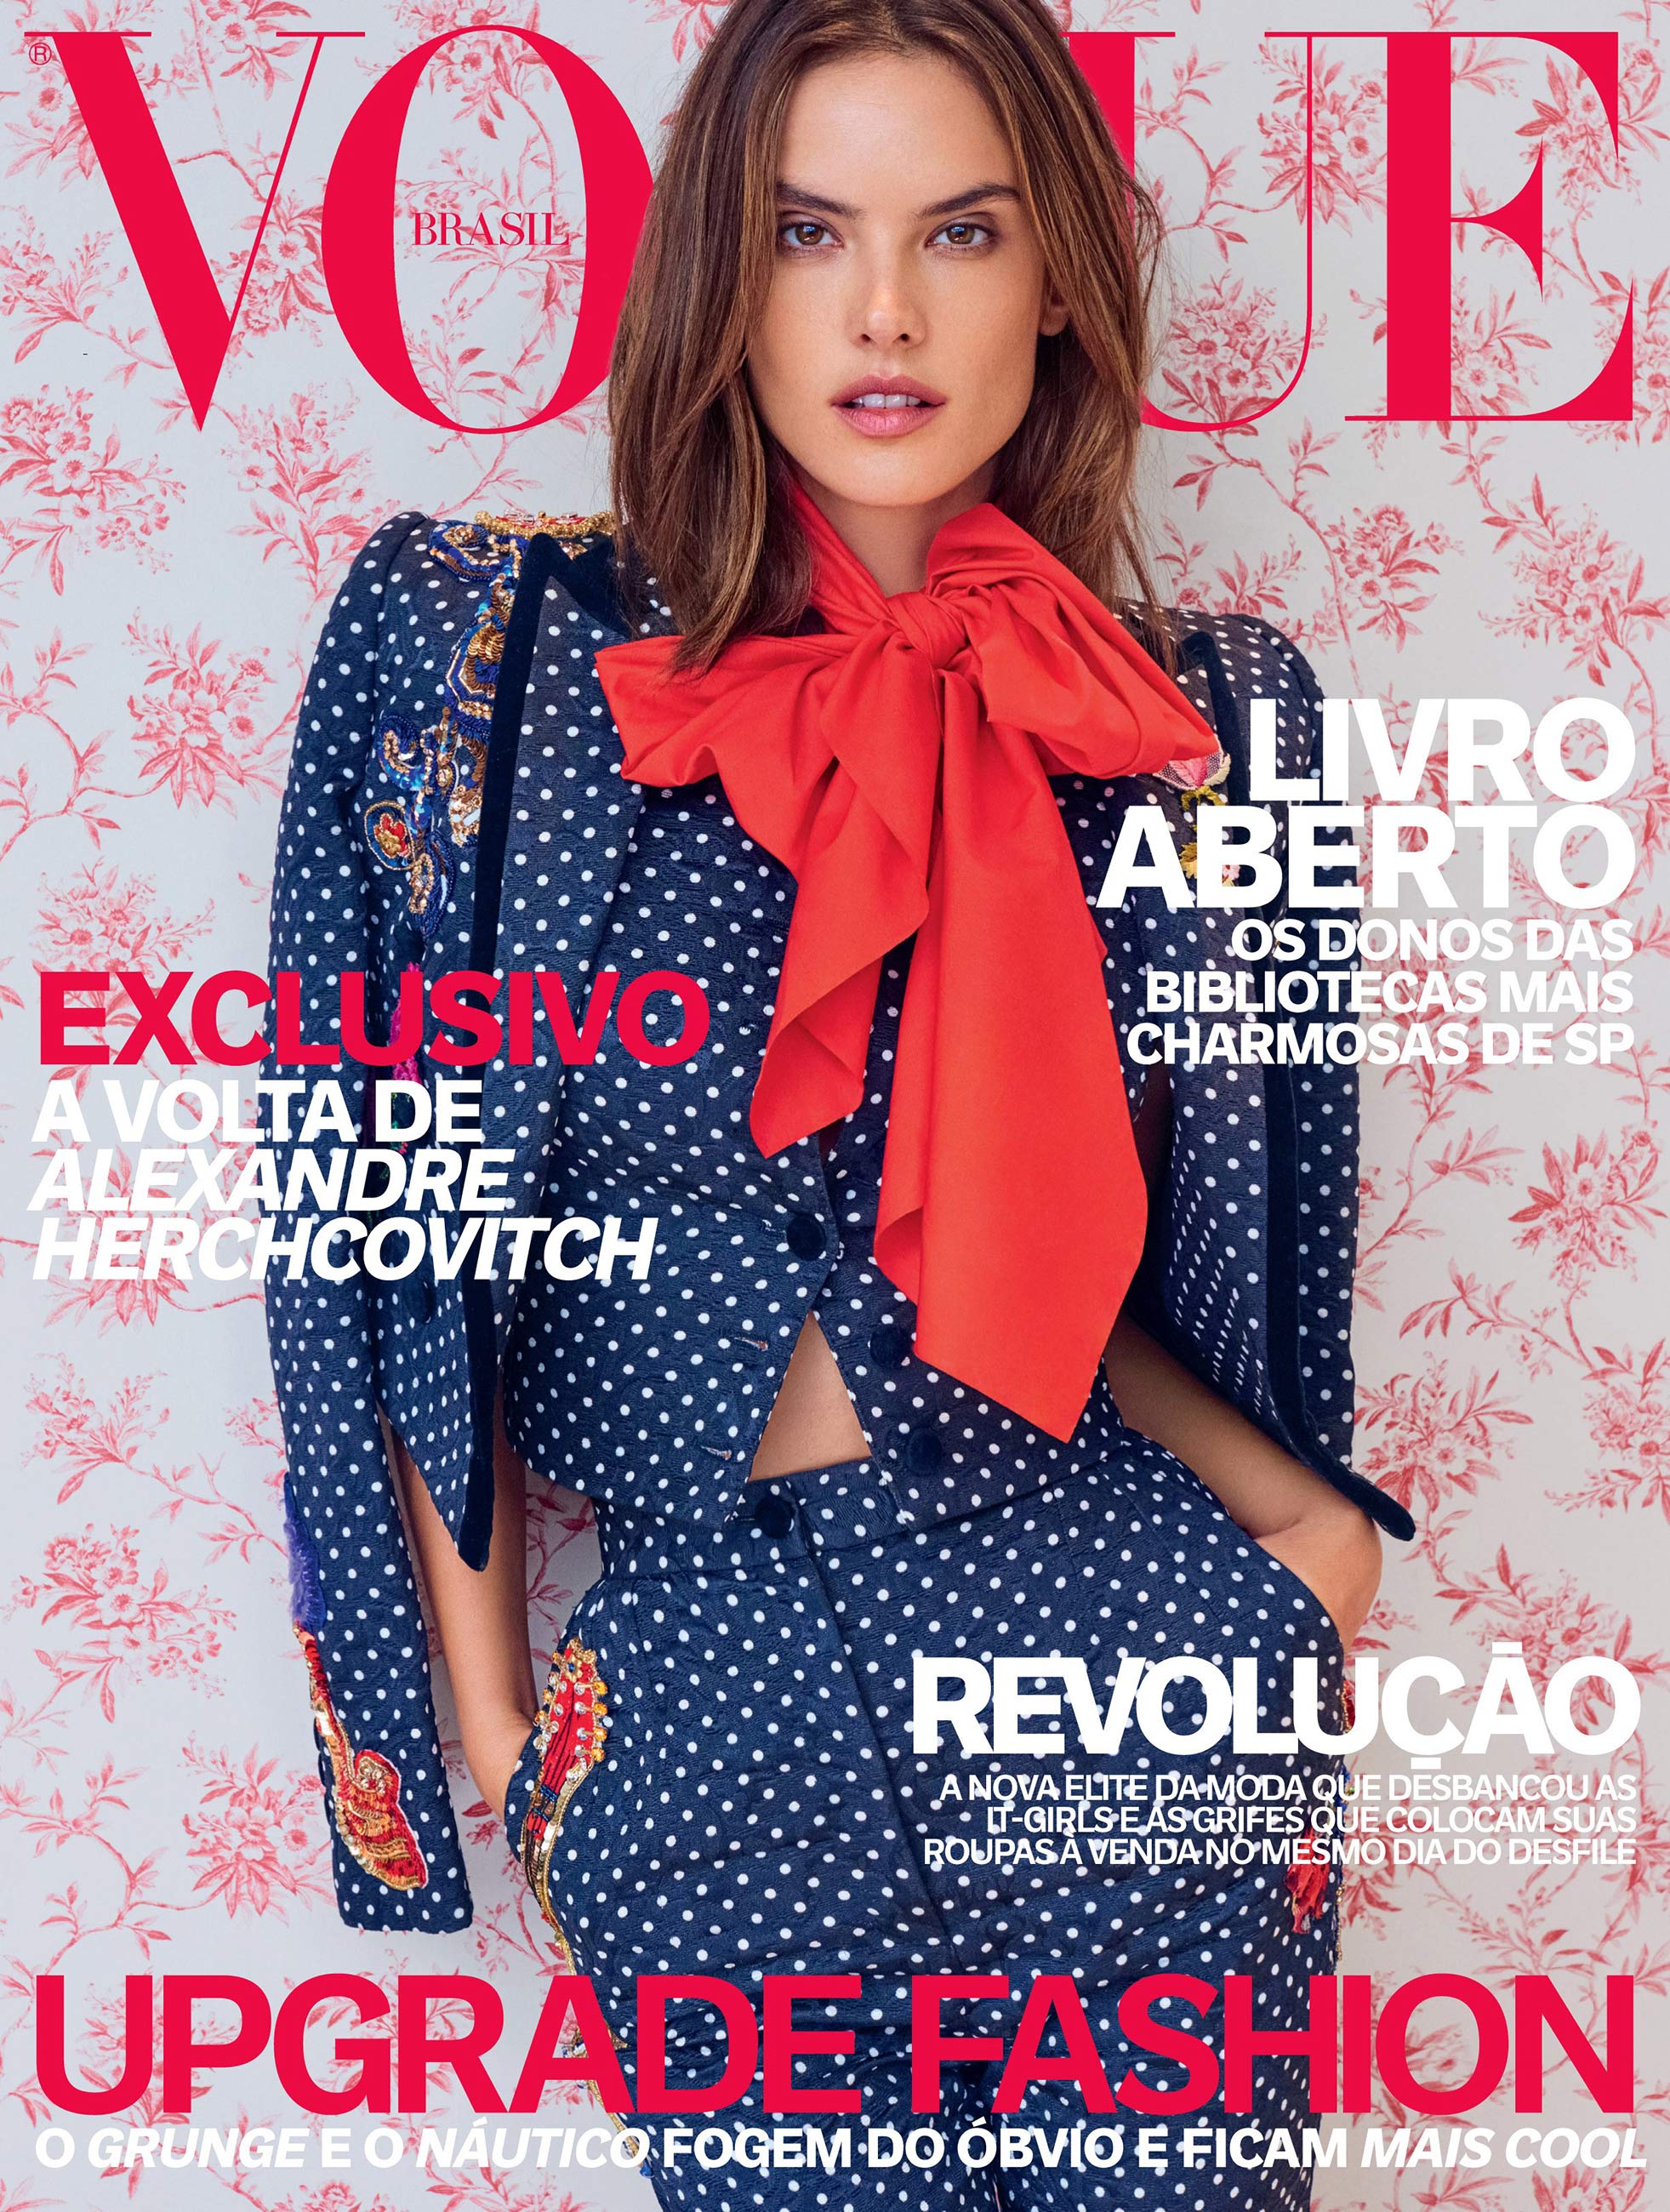 VOGUE
®
BRASIL
LIVRO
ABERTO
OS DONOS DAS
BIBLIOTECAS MAIS
CHARMOSAS DE SP
EXCLUSIVO
A VOLTA DE
ALEXANDRE
HERCHCOVITCH
REVOLUÇÃO
A NOVA ELITE DA MODA QUE DESBANCOU AS
IT-GIRLS E AS GRIFES QUE COLOCAM SUAS
ROUPAS À VENDA NO MESMO DIA DO DESFILE
UPGRADE FASHION
O GRUNGE E O NÁUTICO FOGEM DO ÓBVIO E FICAM MAIS COOL